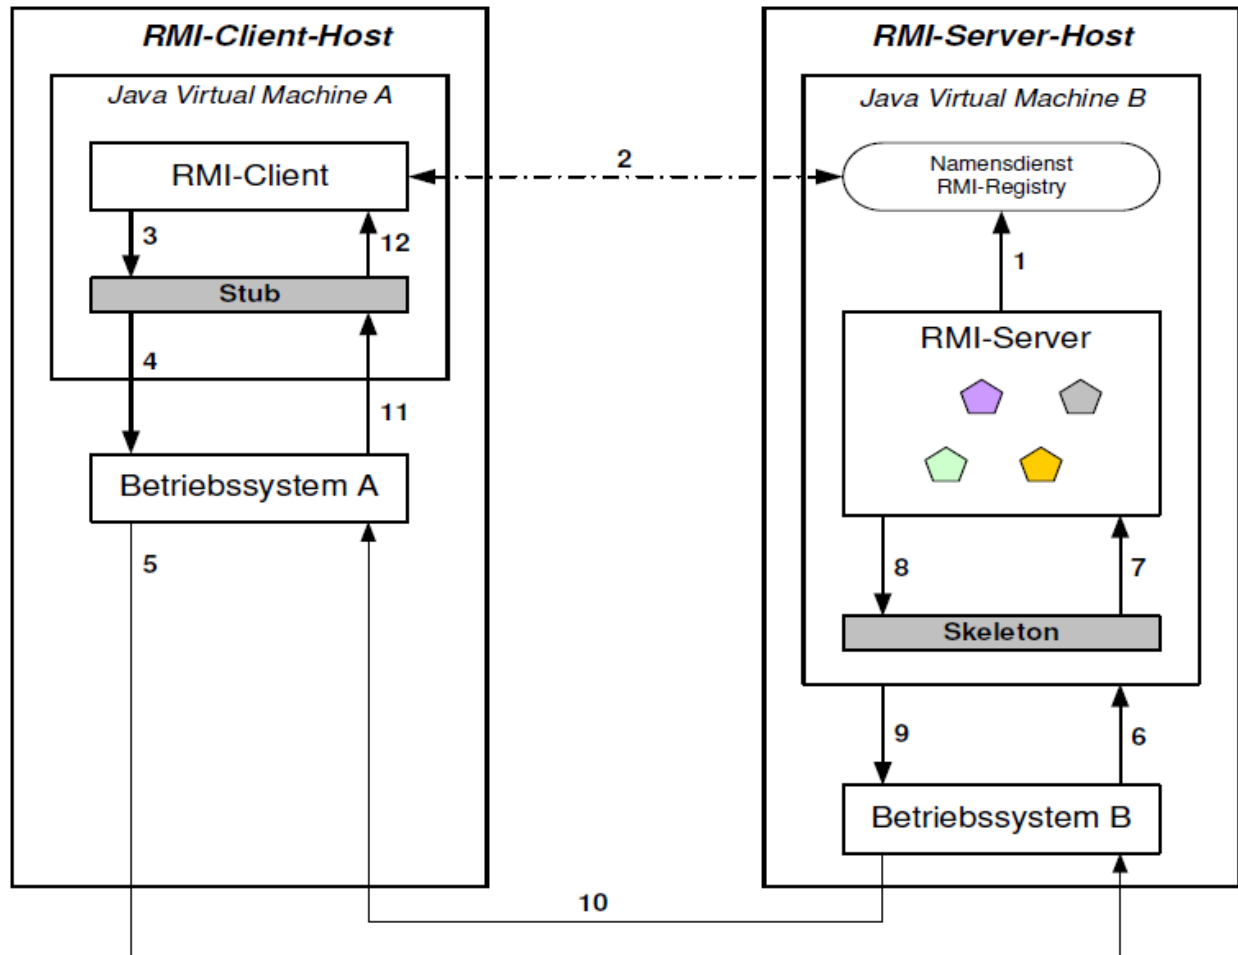 RMI-Client-Host
Java Virtual Machine A
RMI-Client
3
12
Stub
4
11
Betriebssystem A
5
2
10
RMI-Server-Host
Java Virtual Machine B
Namensdienst
RMI-Registry
1
RMI-Server
8
7
Skeleton
9
6
Betriebssystem B